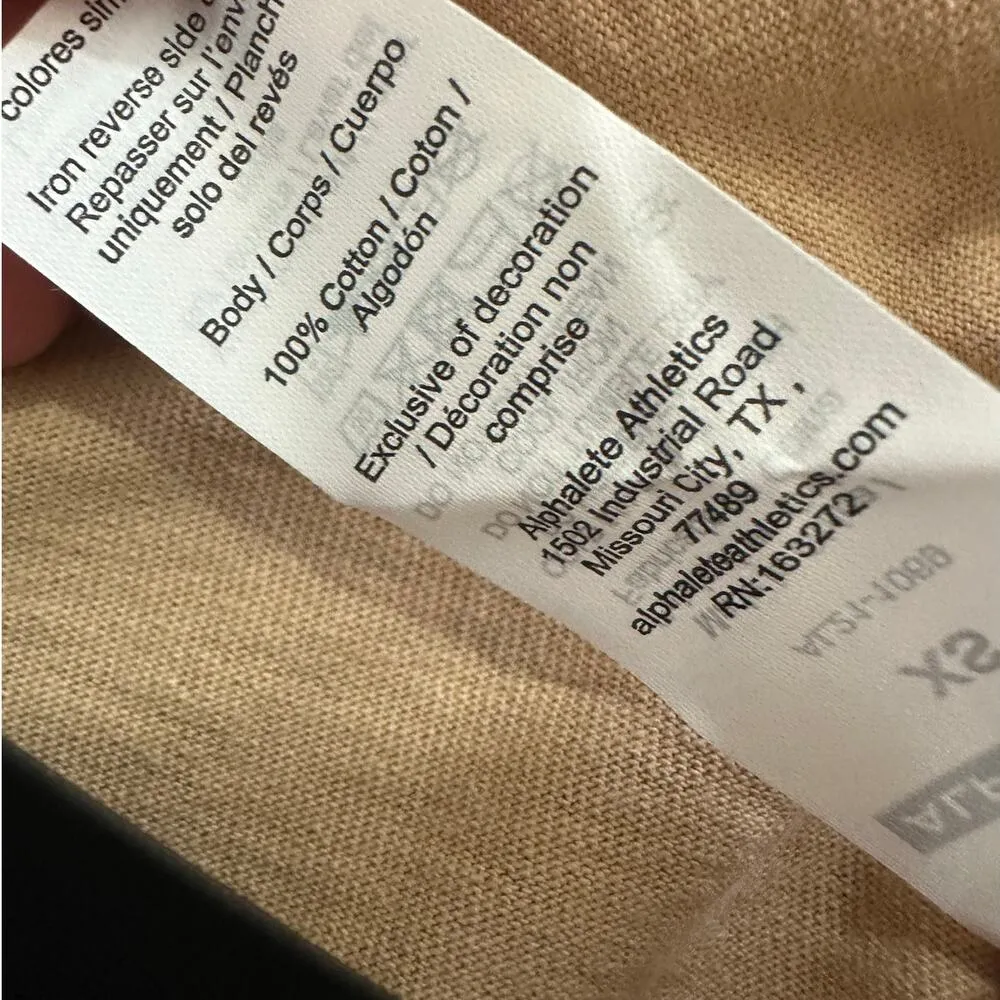 colores sim
Iron reverse side
Repasser sur l'env
uniquement / Planch
solo del revés
Body / Corps / Cuerpo
100% Cotton / Coton /
Algodón
Exclusive of decoration
/ Décoration non
comprise
Alphalete Athletics
1502 Industrial Road
Missouri City, TX ,
77489
alphaleteathletics.com
RN:163272
XS